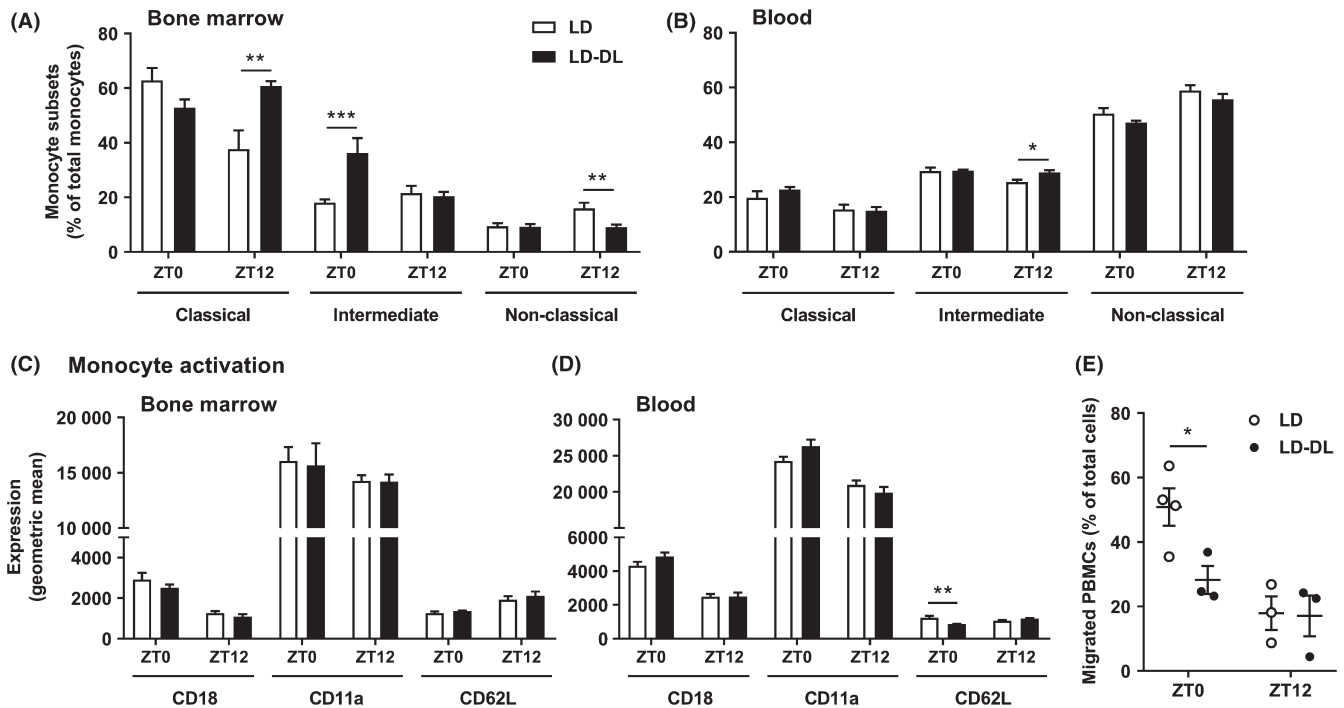 (A)
Bone marrow
Monocyte subsets
(% of total monocytes)
80
60
40
20
0
** 
***
**
LD
LD-DL
ZT0 ZT12 ZT0 ZT12 ZT0 ZT12
Classical Intermediate Non-classical
(B)
Blood
80
60
40
20
0
*
ZT0 ZT12 ZT0 ZT12 ZT0 ZT12
Classical Intermediate Non-classical
(C) Monocyte activation
Bone marrow
Expression
(geometric mean)
20 000
15 000
10 000
6000
4000
2000
0
ZT0 ZT12 ZT0 ZT12 ZT0 ZT12
CD18 CD11a CD62L
(D)
Blood
30 000
25 000
20 000
6000
4000
2000
0
**
ZT0 ZT12 ZT0 ZT12 ZT0 ZT12
CD18 CD11a CD62L
(E)
Migrated PBMCs (% of total cells)
80
60
40
20
0
*
LD
LD-DL
ZT0 ZT12